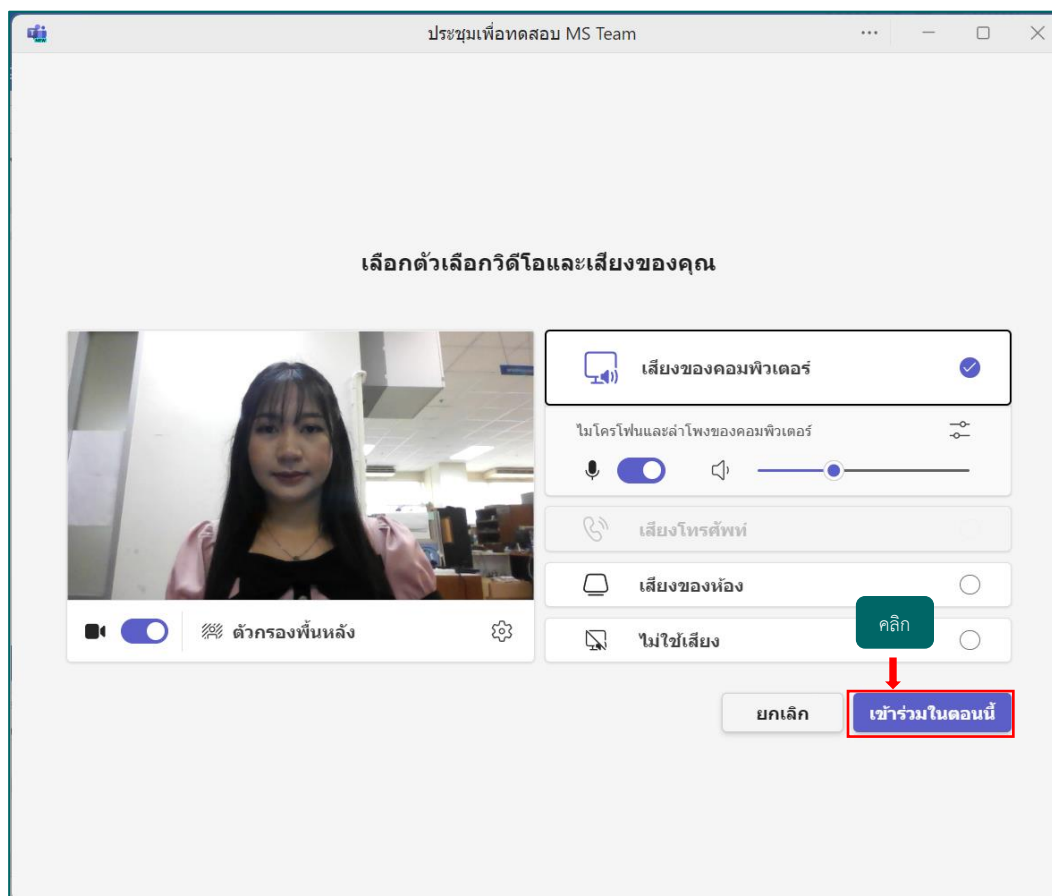 ประชุมเพื่อทดสอบ MS Team
เลือกตัวเลือกวิดีโอและเสียงของคุณ
เสียงของคอมพิวเตอร์
ไมโครโฟนและลำโพงของคอมพิวเตอร์
เสียงโทรศัพท์
เสียงของห้อง
ตัวกรองพื้นหลัง
ไม่ใช้เสียง
คลิก
ยกเลิก
เข้าร่วมในตอนนี้